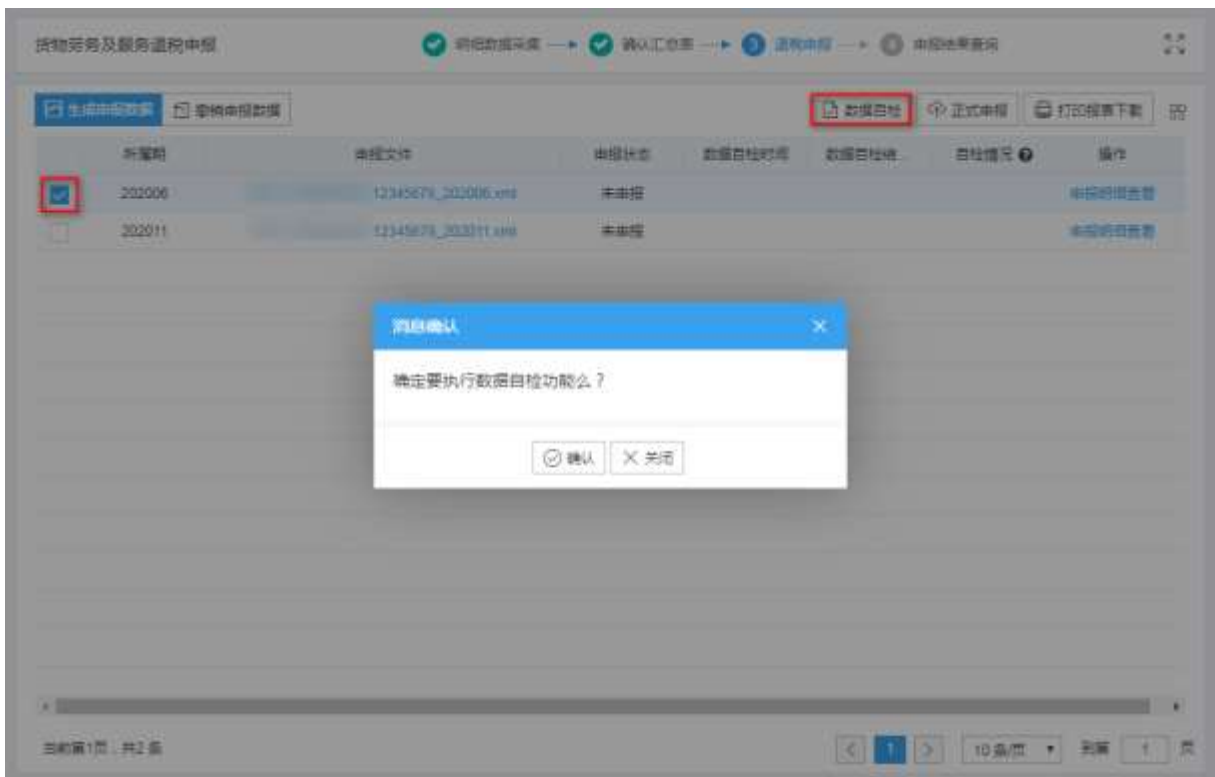 货物劳务及服务退税申报 明细数据采集 确认汇总表 3 退税申报 4 申报结果查询
生成申报数据 撤销申报数据 数据自检 正式申报 打印报表下载
所属期 申报文件 申报状态 数据自检时间 数据自检结... 自检情况 操作
202006 12345678_202006.xml 未申报 申报明细查看
202011 12345678_202011.xml 未申报 申报明细查看
消息确认
确定要执行数据自检功能么？
确认 关闭
当前第1页，共2 条 1 10 条/页 到第 1 页